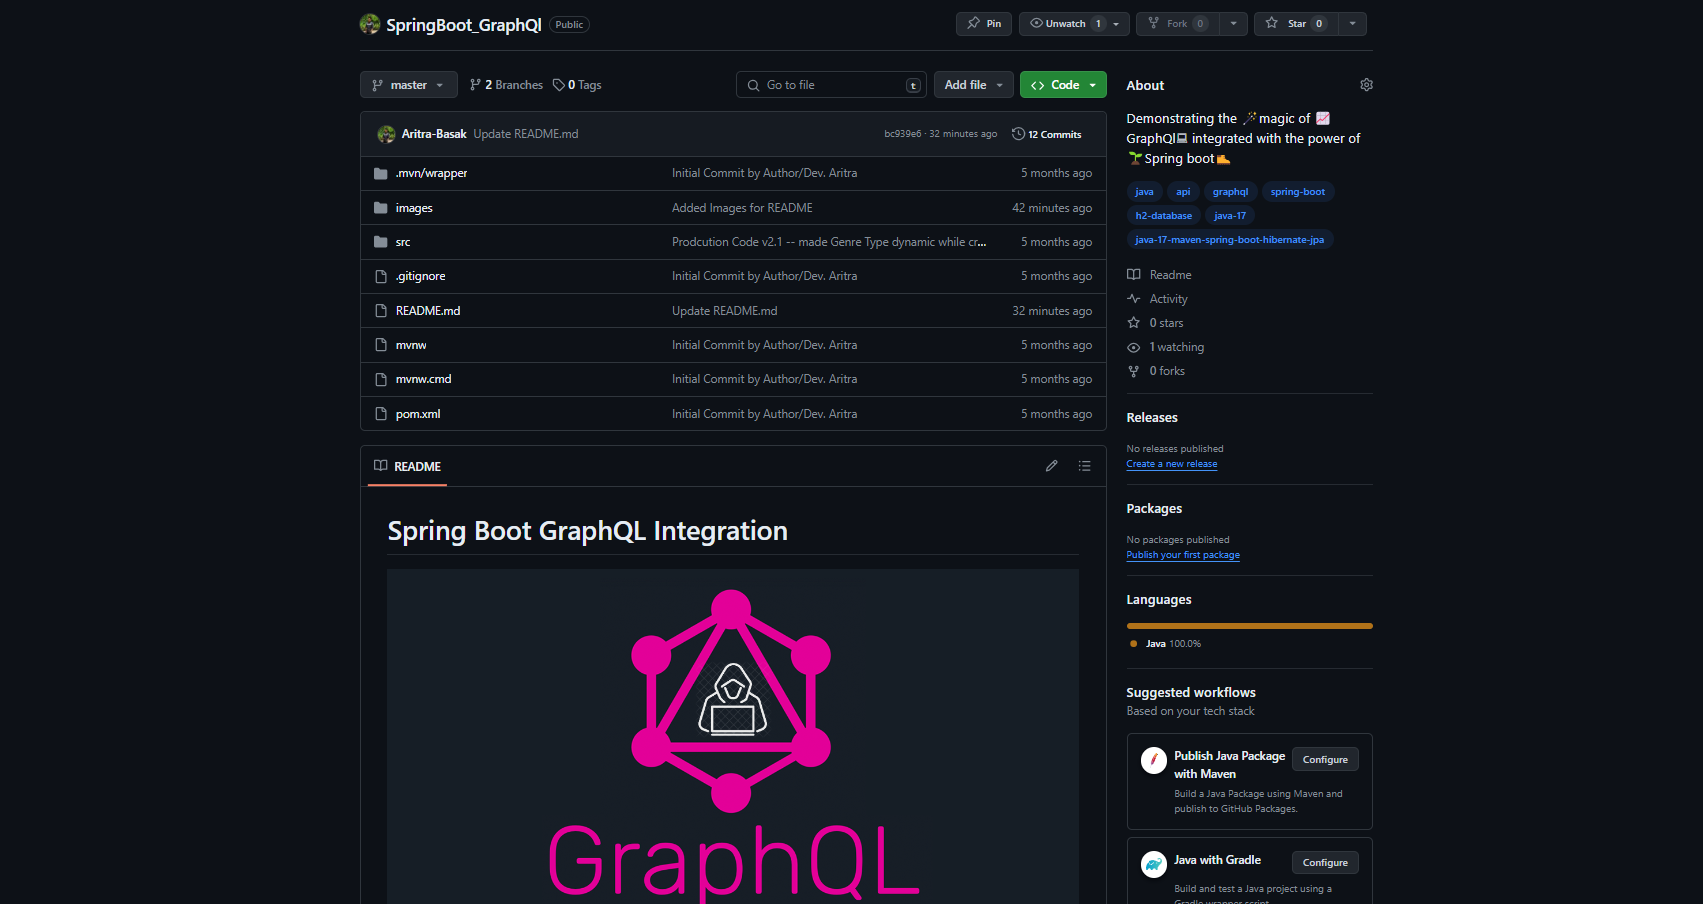 SpringBoot_GraphQl Public
Pin
Unwatch 1
Fork 0
Star 0
master
2 Branches
0 Tags
Go to file t
Add file
Code
Aritra-Basak Update README.md bc939e6 · 32 minutes ago 12 Commits
.mvn/wrapper Initial Commit by Author/Dev. Aritra 5 months ago
images Added Images for README 42 minutes ago
src Prodcution Code v2.1 -- made Genre Type dynamic while cr... 5 months ago
.gitignore Initial Commit by Author/Dev. Aritra 5 months ago
README.md Update README.md 32 minutes ago
mvnw Initial Commit by Author/Dev. Aritra 5 months ago
mvnw.cmd Initial Commit by Author/Dev. Aritra 5 months ago
pom.xml Initial Commit by Author/Dev. Aritra 5 months ago
README
Spring Boot GraphQL Integration
GraphQL
About
Demonstrating the 🪄magic of 📈
GraphQl💻 integrated with the power of
🌱Spring boot🥾
java api graphql spring-boot
h2-database java-17
java-17-maven-spring-boot-hibernate-jpa
Readme
Activity
0 stars
1 watching
0 forks
Releases
No releases published
Create a new release
Packages
No packages published
Publish your first package
Languages
Java 100.0%
Suggested workflows
Based on your tech stack
Publish Java Package
with Maven
Configure
Build a Java Package using Maven and
publish to GitHub Packages.
Java with Gradle
Configure
Build and test a Java project using a
Gradle wrapper script.